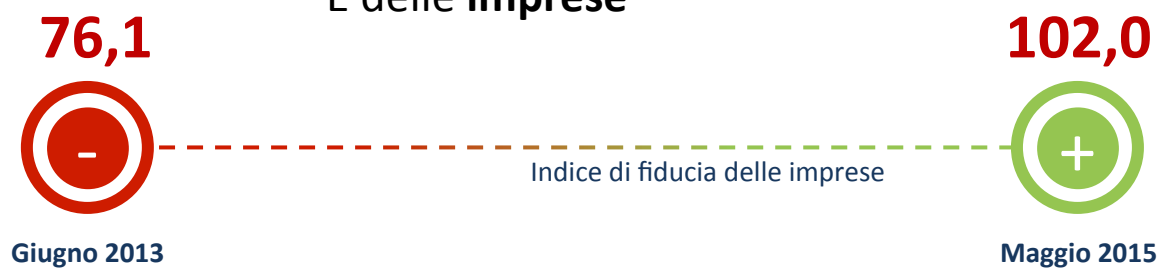 E delle imprese
76,1
102,0
-
+
Indice di fiducia delle imprese
Giugno 2013
Maggio 2015